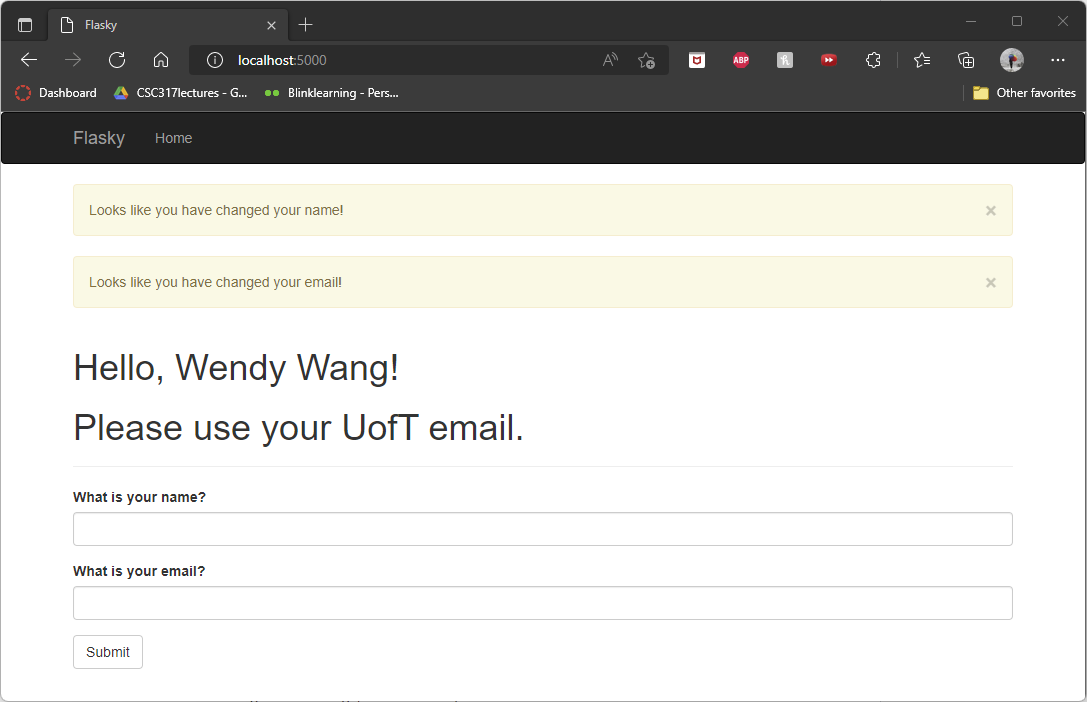 Flasky
localhost:5000
ABP
Dashboard
CSC317lectures - G...
Blinklearning - Pers...
Other favorites
Flasky
Home
Looks like you have changed your name!
×
Looks like you have changed your email!
×
Hello, Wendy Wang!
Please use your UofT email.
What is your name?
What is your email?
Submit